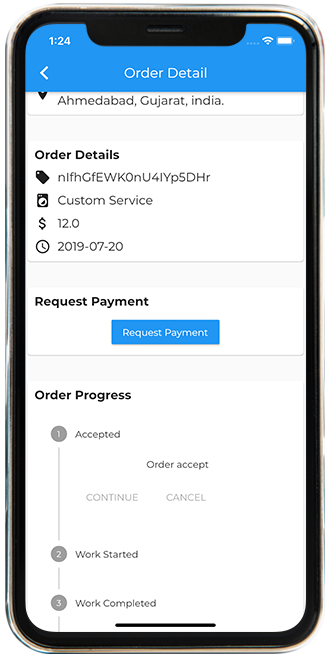 1:24
Order Detail
Ahmedabad, Gujarat, india.
Order Details
nIfhGfEWK0nU4IYp5DHr
Custom Service
$ 12.0
2019-07-20
Request Payment
Request Payment
Order Progress
1 Accepted
Order accept
CONTINUE CANCEL
2 Work Started
3 Work Completed